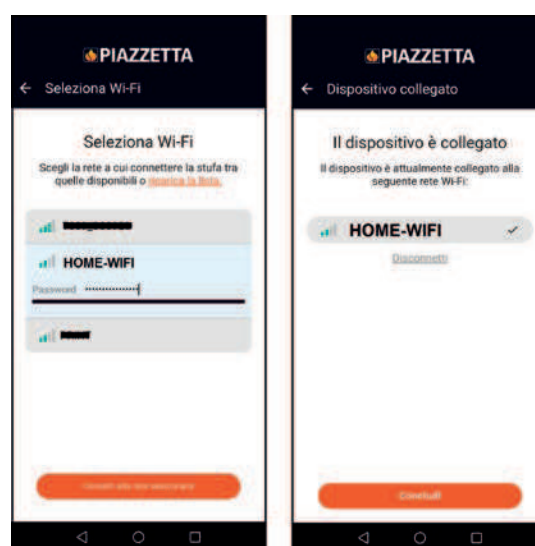 PIAZZETTA
← Seleziona Wi-Fi
Seleziona Wi-Fi
Scegli la rete a cui connettere la stufa tra
quelle disponibili o ricarica la lista.
HOME-WIFI
Password ••••••••••••••
PIAZZETTA
← Dispositivo collegato
Il dispositivo è collegato
Il dispositivo è attualmente collegato alla
seguente rete Wi-Fi:
HOME-WIFI
Disconnetti
Concludi